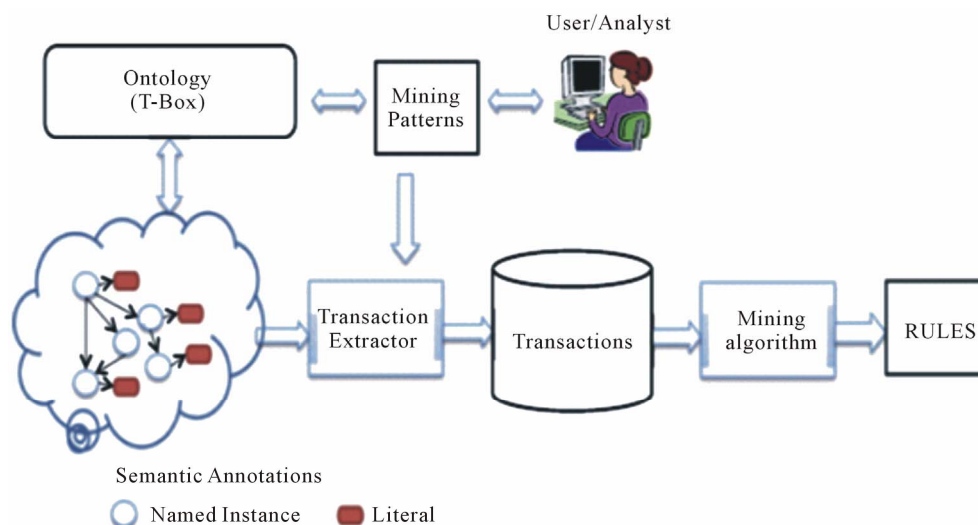 User/Analyst
Ontology
(T-Box)
Mining
Patterns
Transaction
Extractor
Transactions
Mining
algorithm
RULES
Semantic Annotations
Named Instance
Literal